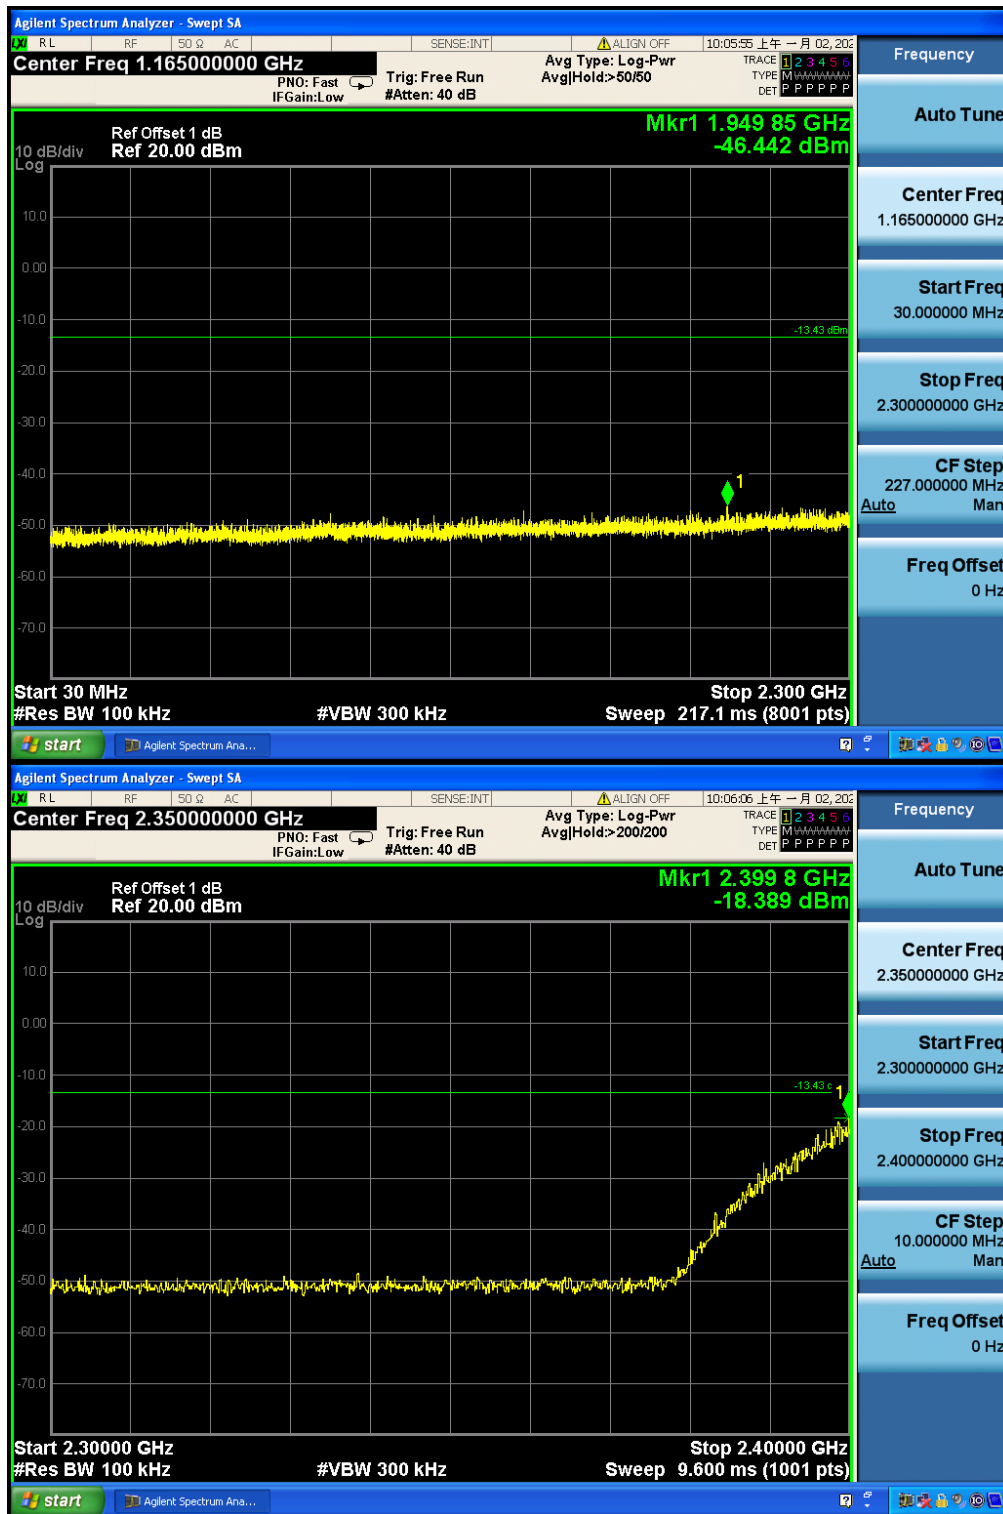 Agilent Spectrum Analyzer - Swept SA
LXI RL RF 50 Ω AC SENSE:INT ALIGN OFF 10:05:55 上午 一月 02, 202
Center Freq 1.165000000 GHz
PNO: Fast
IFGain:Low
Trig: Free Run
#Atten: 40 dB
Avg Type: Log-Pwr
Avg|Hold:>50/50
TRACE 1 2 3 4 5 6
TYPE M
DET P P P P P P
Ref Offset 1 dB
10 dB/div Ref 20.00 dBm
Log
Mkr1 1.949 85 GHz
-46.442 dBm
10.0
0.00
-10.0
-13.43 dBm
-20.0
-30.0
-40.0
1
-50.0
-60.0
-70.0
Start 30 MHz
Stop 2.300 GHz
#Res BW 100 kHz
#VBW 300 kHz
Sweep 217.1 ms (8001 pts)
Frequency
Auto Tune
Center Freq
1.165000000 GHz
Start Freq
30.000000 MHz
Stop Freq
2.300000000 GHz
CF Step
227.000000 MHz
Auto Man
Freq Offset
0 Hz
start
Agilent Spectrum Ana...
Agilent Spectrum Analyzer - Swept SA
LXI RL RF 50 Ω AC SENSE:INT ALIGN OFF 10:06:06 上午 一月 02, 202
Center Freq 2.350000000 GHz
PNO: Fast
IFGain:Low
Trig: Free Run
#Atten: 40 dB
Avg Type: Log-Pwr
Avg|Hold:>200/200
TRACE 1 2 3 4 5 6
TYPE M
DET P P P P P P
Ref Offset 1 dB
10 dB/div Ref 20.00 dBm
Log
Mkr1 2.399 8 GHz
-18.389 dBm
10.0
0.00
-10.0
-13.43
1
-20.0
-30.0
-40.0
-50.0
-60.0
-70.0
Start 2.30000 GHz
Stop 2.40000 GHz
#Res BW 100 kHz
#VBW 300 kHz
Sweep 9.600 ms (1001 pts)
Frequency
Auto Tune
Center Freq
2.350000000 GHz
Start Freq
2.300000000 GHz
Stop Freq
2.400000000 GHz
CF Step
10.000000 MHz
Auto Man
Freq Offset
0 Hz
start
Agilent Spectrum Ana...